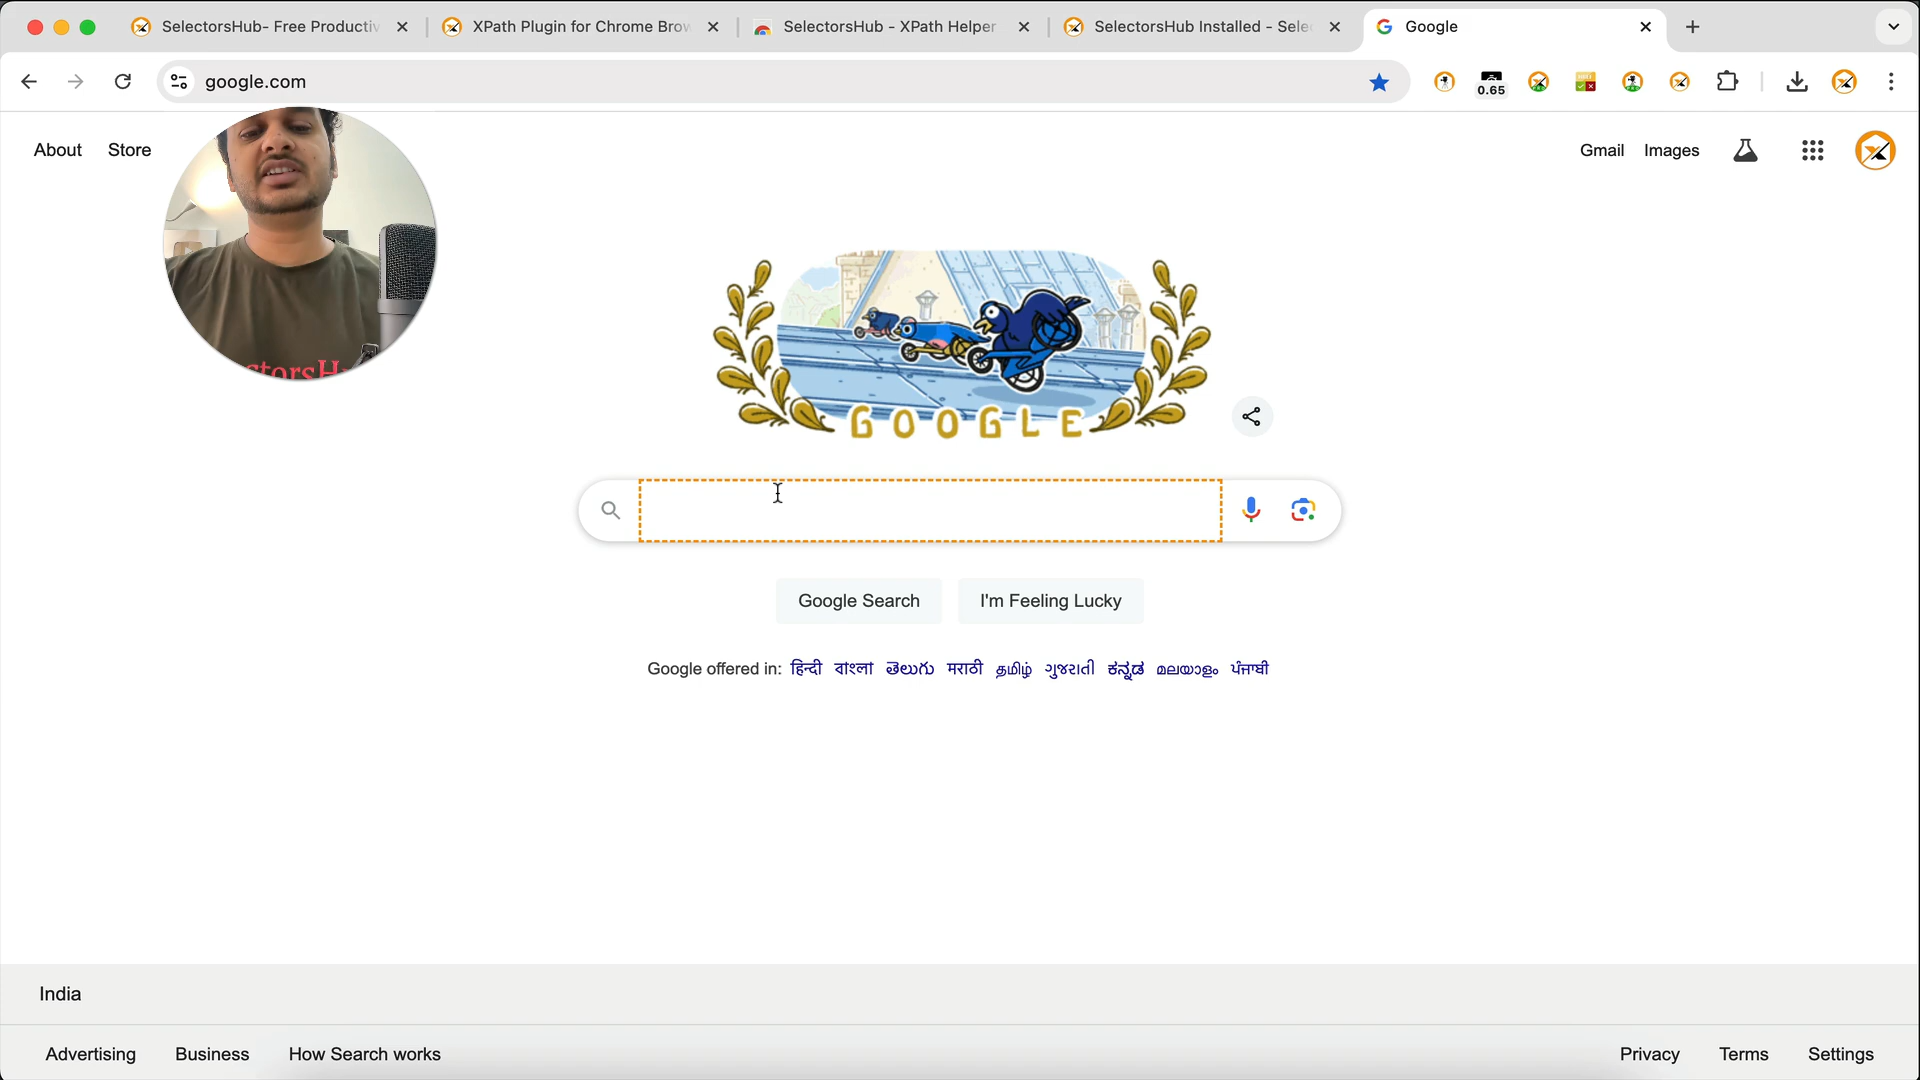 SelectorsHub- Free Productiv
XPath Plugin for Chrome Brow
SelectorsHub - XPath Helper
SelectorsHub Installed - Sele
Google
google.com
0.65
About Store
Gmail Images
ctorsH
GOOGLE
Google Search I'm Feeling Lucky
Google offered in: हिन्दी বাংলা తెలుగు मराठी தமிழ் ગુજરાતી ಕನ್ನಡ മലയാളം ਪੰਜਾਬੀ
India
Advertising Business How Search works
Privacy Terms Settings